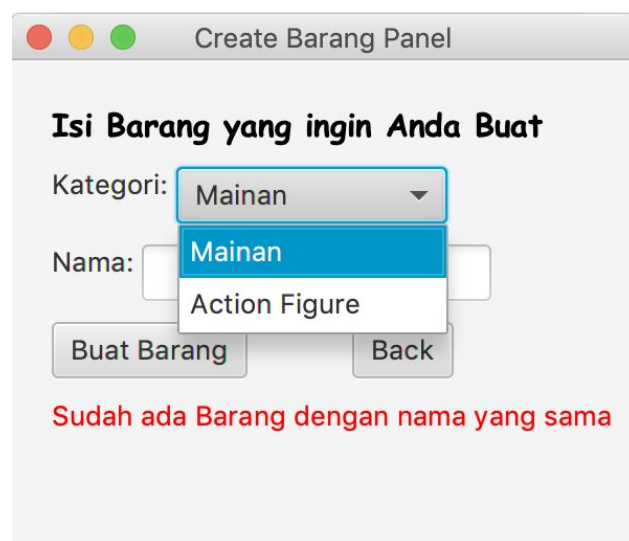 Create Barang Panel
Isi Barang yang ingin Anda Buat
Kategori: Mainan
Mainan
Nama:
Action Figure
Buat Barang Back
Sudah ada Barang dengan nama yang sama